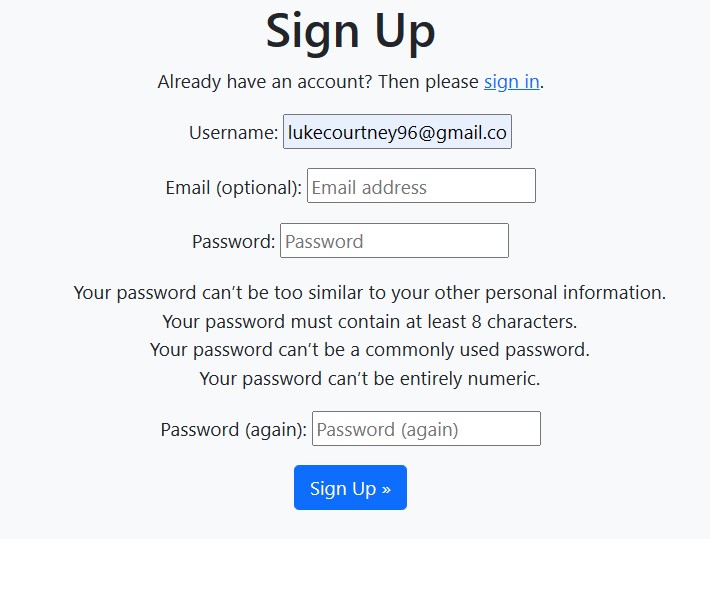 Sign Up
Already have an account? Then please sign in.
Username: lukecourtney96@gmail.co
Email (optional): Email address
Password: Password
Your password can't be too similar to your other personal information.
Your password must contain at least 8 characters.
Your password can't be a commonly used password.
Your password can't be entirely numeric.
Password (again): Password (again)
Sign Up »